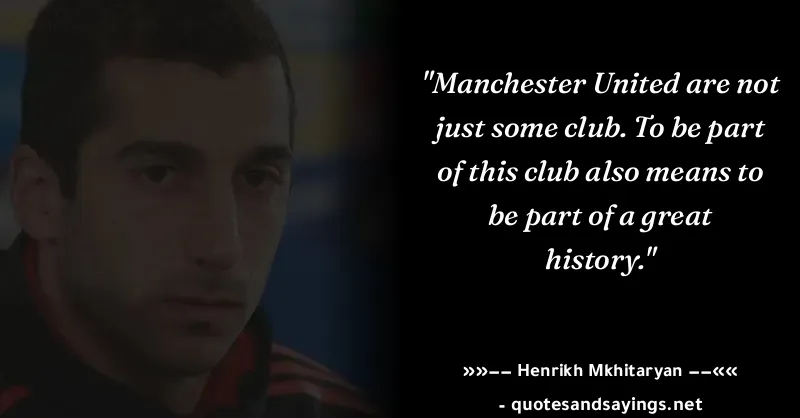 "Manchester United are not
just some club. To be part
of this club also means to
be part of a great
history."
»»−− Henrikh Mkhitaryan −−««
- quotesandsayings.net